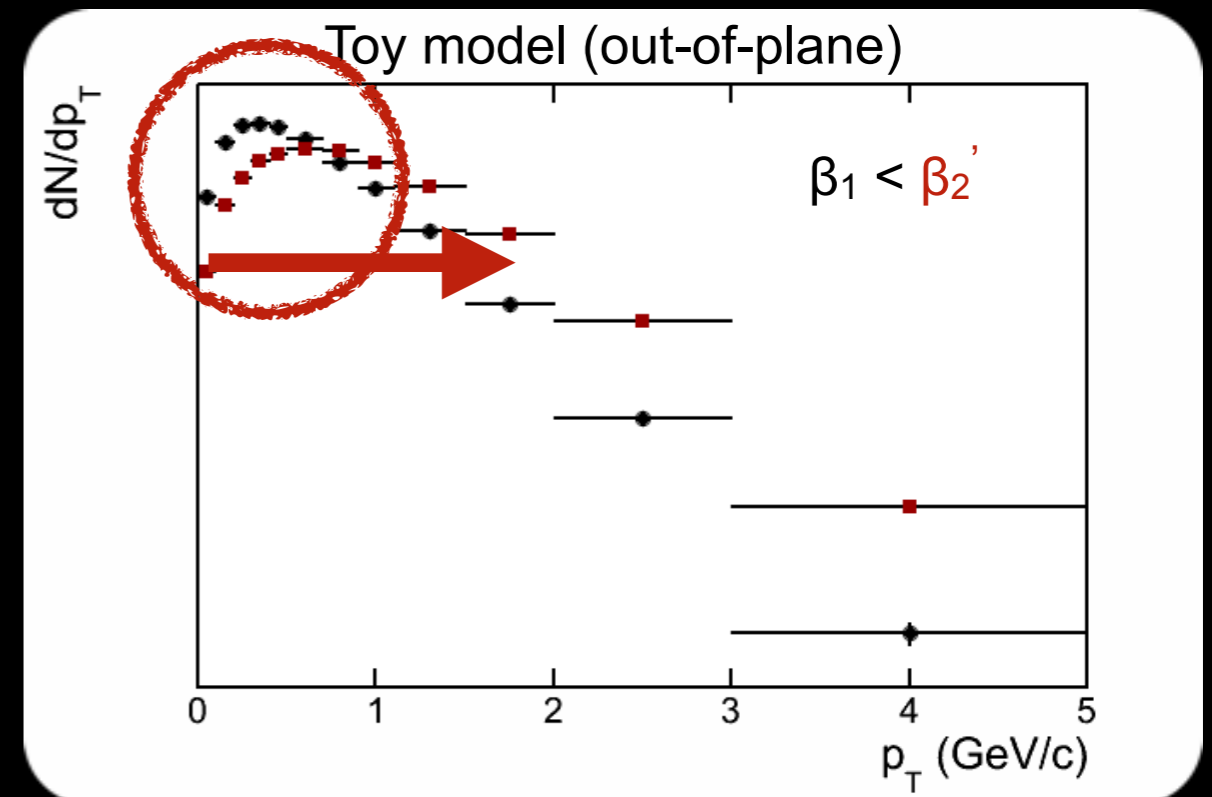 Toy model (out-of-plane)
dN/dp_T
β₁ < β₂’
0 1 2 3 4 5
p_T (GeV/c)